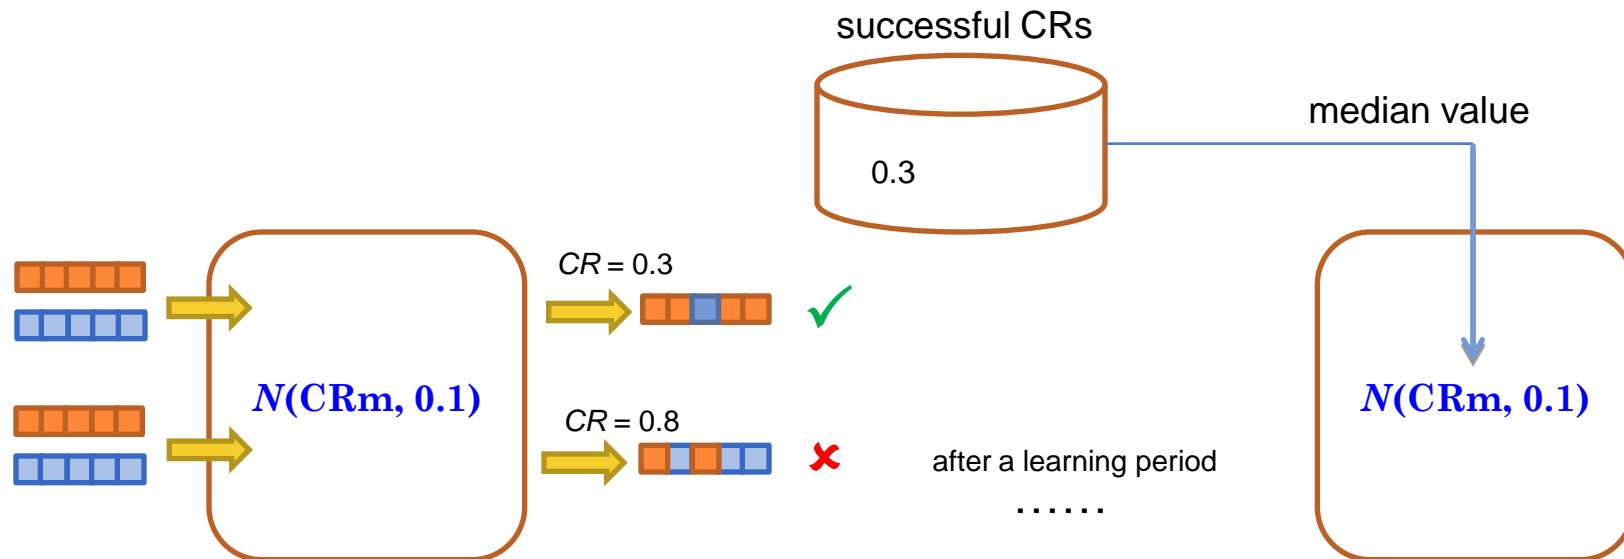 successful CRs
median value
0.3
CR = 0.3
N(CRm, 0.1)
N(CRm, 0.1)
CR = 0.8
after a learning period
......